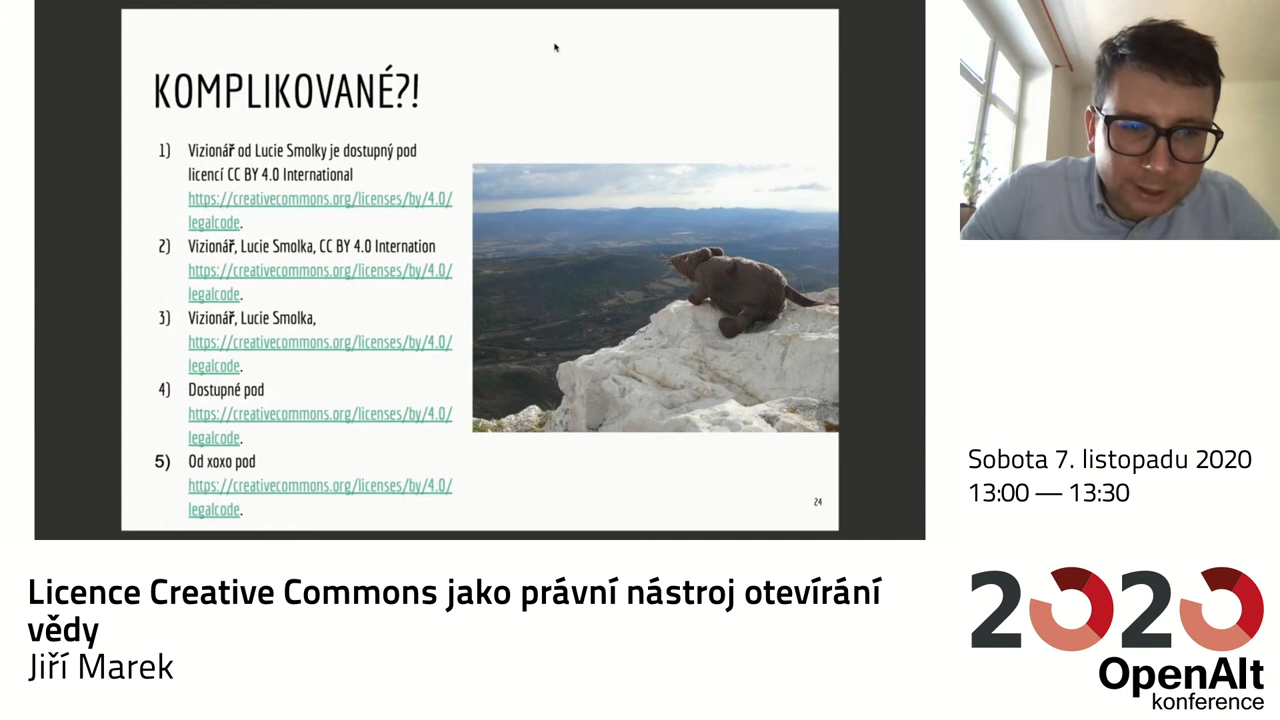 KOMPLIKOVANÉ?!
1) Vizionář od Lucie Smolky je dostupný pod
licencí CC BY 4.0 International
https://creativecommons.org/licenses/by/4.0/
legalcode.
2) Vizionář, Lucie Smolka, CC BY 4.0 Internation
https://creativecommons.org/licenses/by/4.0/
legalcode.
3) Vizionář, Lucie Smolka,
https://creativecommons.org/licenses/by/4.0/
legalcode.
4) Dostupné pod
https://creativecommons.org/licenses/by/4.0/
legalcode.
5) Od xoxo pod
https://creativecommons.org/licenses/by/4.0/
legalcode.
24
Sobota 7. listopadu 2020
13:00 — 13:30
Licence Creative Commons jako právní nástroj otevírání
vědy
Jiří Marek
2020
OpenAlt
konference